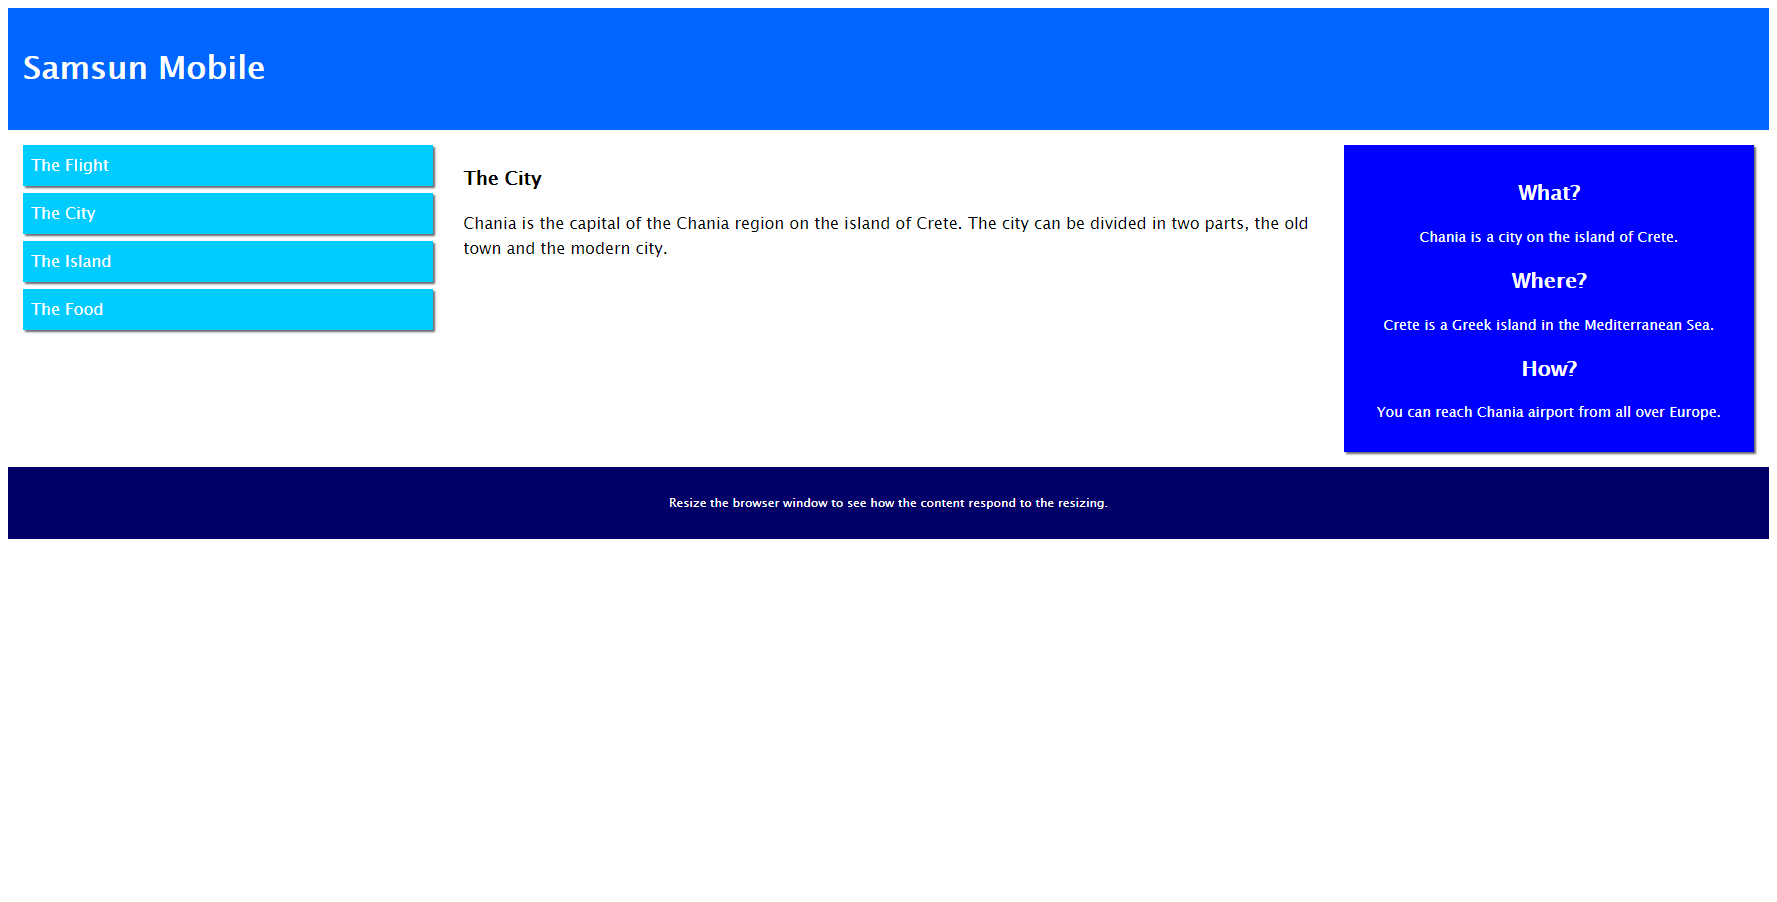 Samsun Mobile
The Flight
The City
The Island
The Food
The City
Chania is the capital of the Chania region on the island of Crete. The city can be divided in two parts, the old
town and the modern city.
What?
Chania is a city on the island of Crete.
Where?
Crete is a Greek island in the Mediterranean Sea.
How?
You can reach Chania airport from all over Europe.
Resize the browser window to see how the content respond to the resizing.